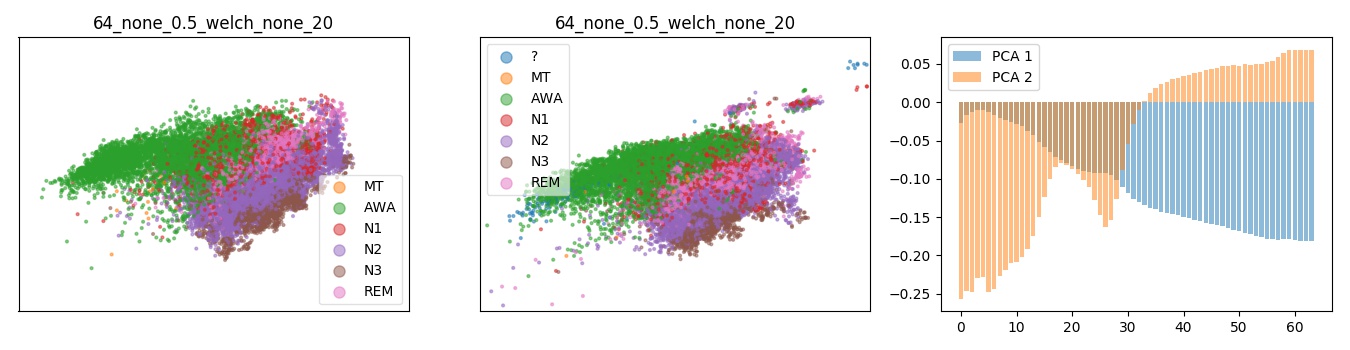 64_none_0.5_welch_none_20
MT
AWA
N1
N2
N3
REM
64_none_0.5_welch_none_20
?
MT
AWA
N1
N2
N3
REM
PCA 1
PCA 2
0.05
0.00
−0.05
−0.10
−0.15
−0.20
−0.25
0 10 20 30 40 50 60